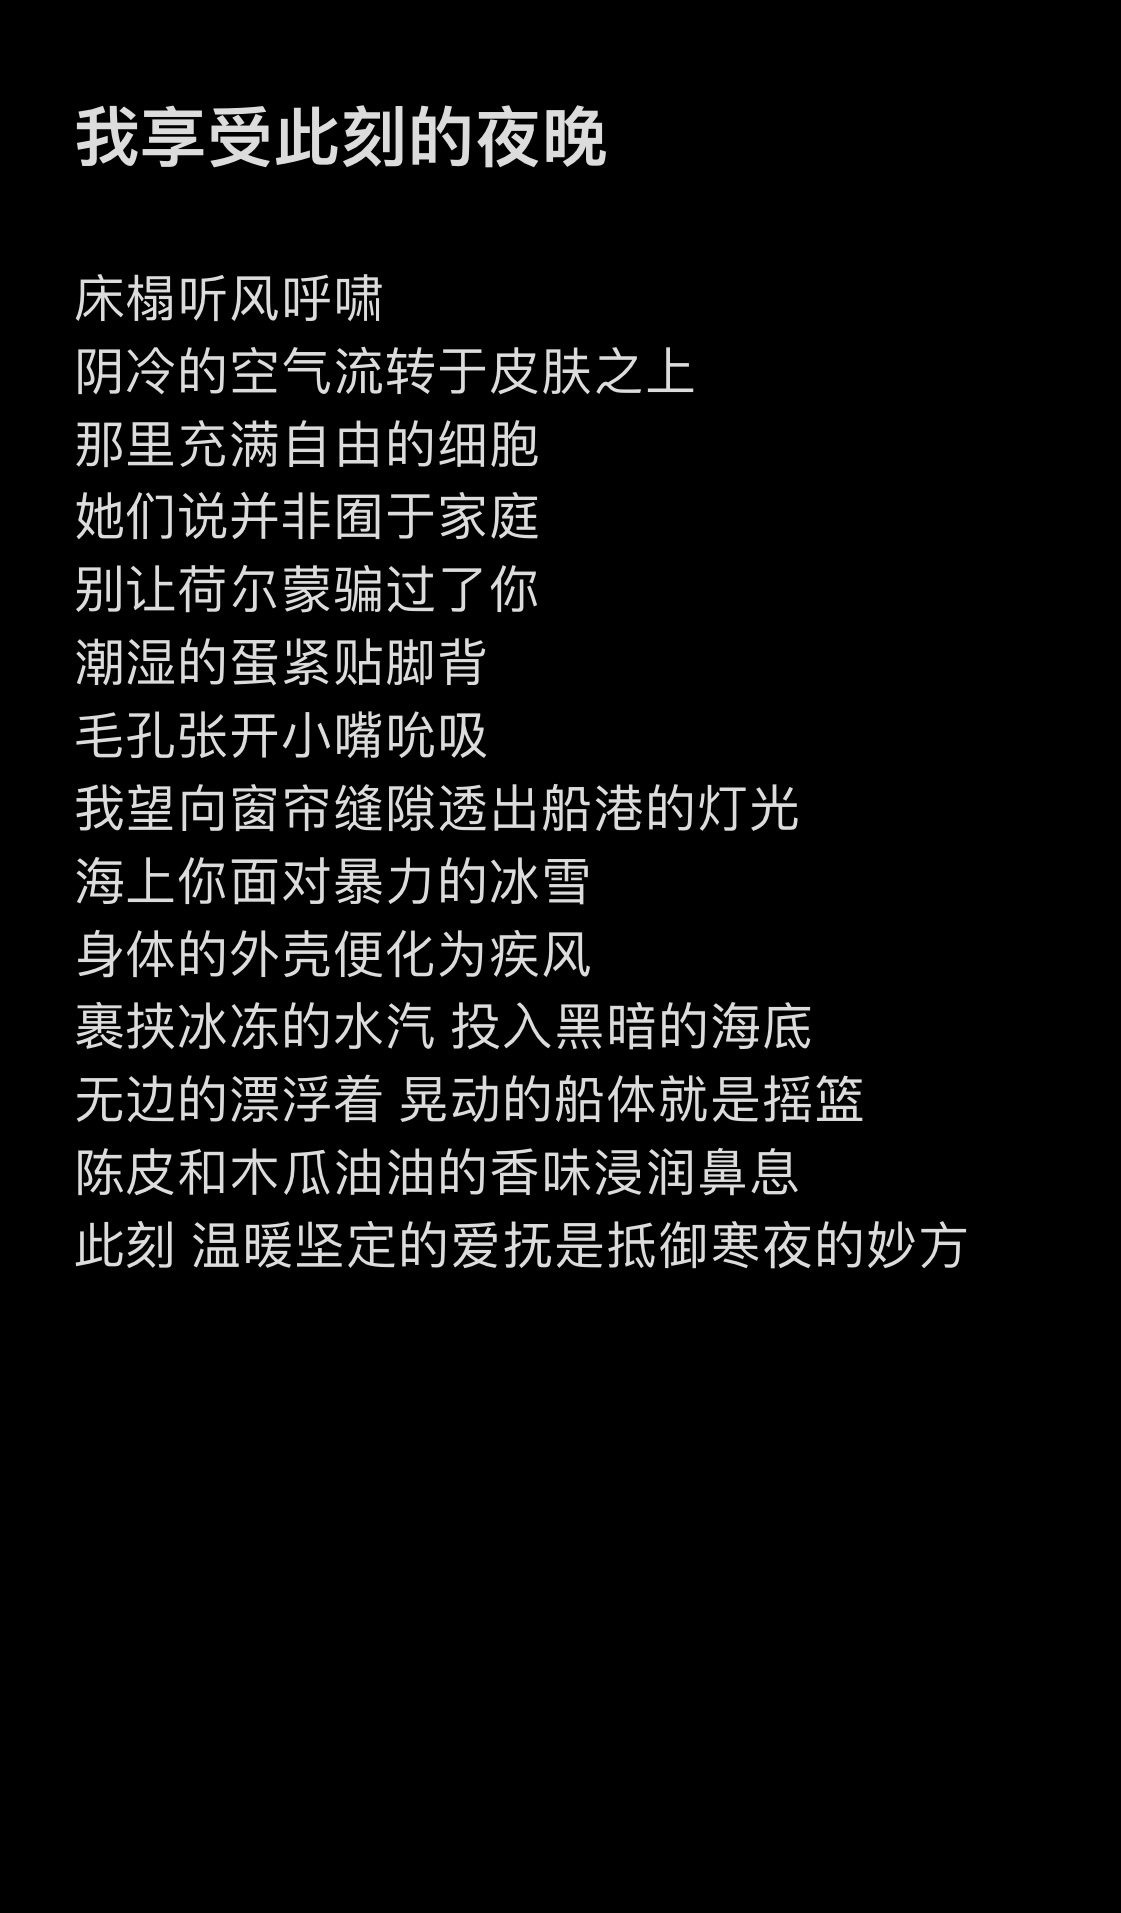 我享受此刻的夜晚
床榻听风呼啸
阴冷的空气流转于皮肤之上
那里充满自由的细胞
她们说并非囿于家庭
别让荷尔蒙骗过了你
潮湿的蛋紧贴脚背
毛孔张开小嘴吮吸
我望向窗帘缝隙透出船港的灯光
海上你面对暴力的冰雪
身体的外壳便化为疾风
裹挟冰冻的水汽 投入黑暗的海底
无边的漂浮着 晃动的船体就是摇篮
陈皮和木瓜油油的香味浸润鼻息
此刻 温暖坚定的爱抚是抵御寒夜的妙方